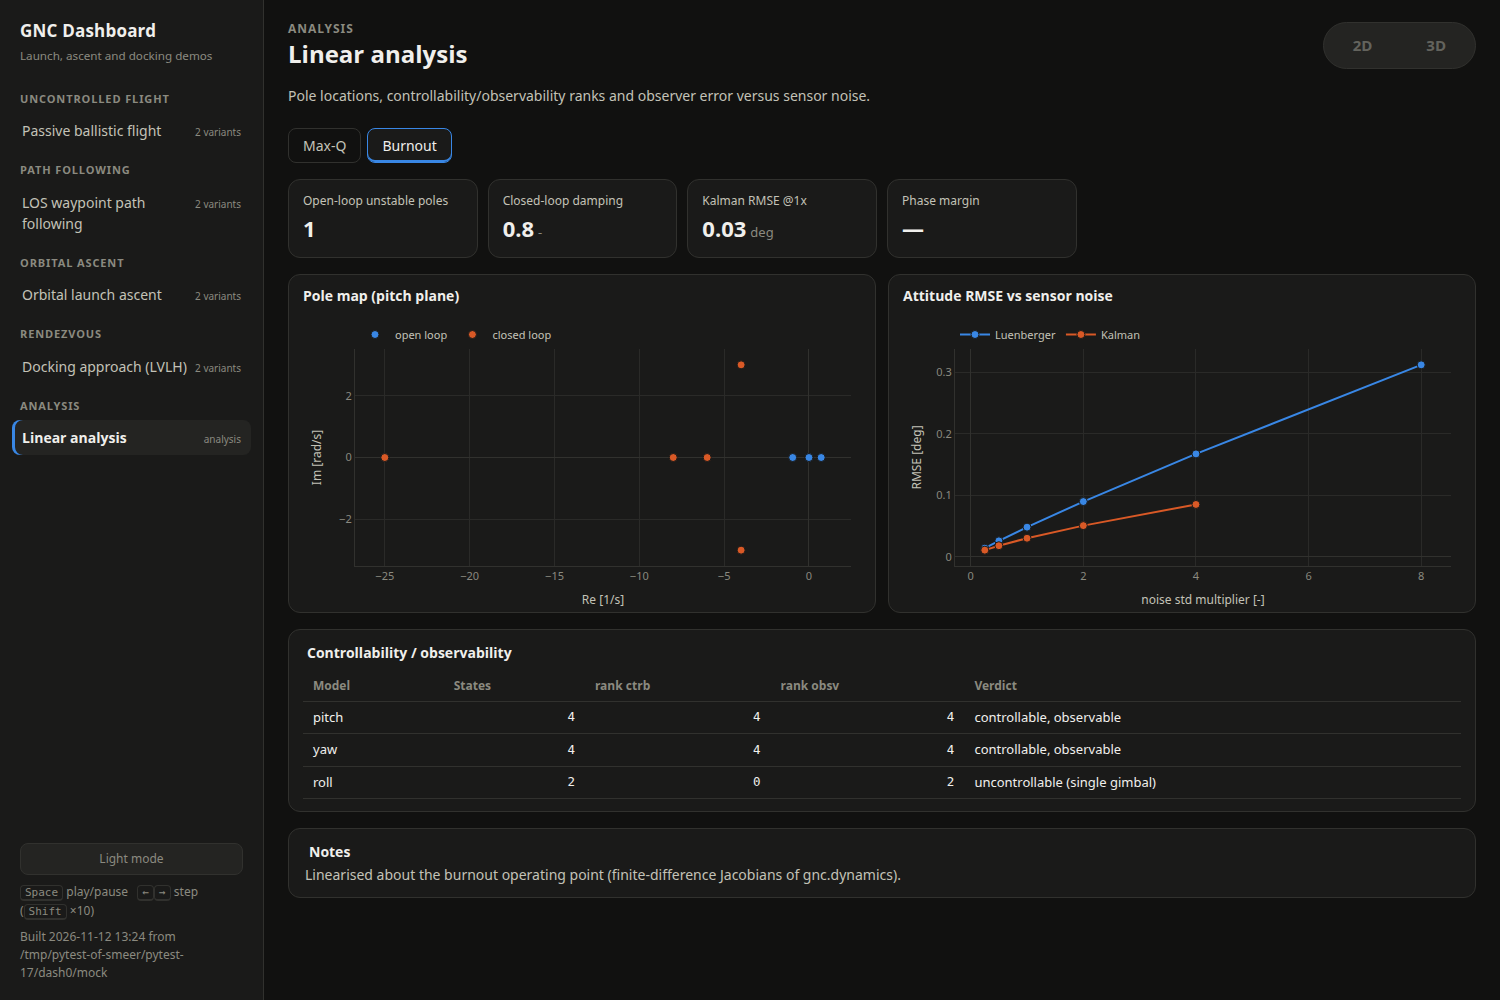 GNC Dashboard
Launch, ascent and docking demos
UNCONTROLLED FLIGHT
Passive ballistic flight 2 variants
PATH FOLLOWING
LOS waypoint path following 2 variants
ORBITAL ASCENT
Orbital launch ascent 2 variants
RENDEZVOUS
Docking approach (LVLH) 2 variants
ANALYSIS
Linear analysis analysis
Light mode
Space play/pause ← → step
(Shift ×10)
Built 2026-11-12 13:24 from
/tmp/pytest-of-smeer/pytest-
17/dash0/mock
ANALYSIS
Linear analysis
2D 3D
Pole locations, controllability/observability ranks and observer error versus sensor noise.
Max-Q Burnout
Open-loop unstable poles
1
Closed-loop damping
0.8 -
Kalman RMSE @1x
0.03 deg
Phase margin
—
Pole map (pitch plane)
open loop closed loop
Im [rad/s]
2
0
−2
−25 −20 −15 −10 −5 0
Re [1/s]
Attitude RMSE vs sensor noise
Luenberger Kalman
RMSE [deg]
0.3
0.2
0.1
0
0 2 4 6 8
noise std multiplier [-]
Controllability / observability
Model States rank ctrb rank obsv Verdict
pitch 4 4 4 controllable, observable
yaw 4 4 4 controllable, observable
roll 2 0 2 uncontrollable (single gimbal)
Notes
Linearised about the burnout operating point (finite-difference Jacobians of gnc.dynamics).